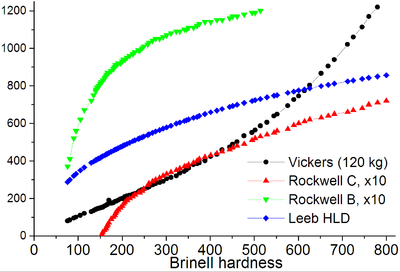 1200
1000
800
600
400
200
0
Vickers (120 kg)
Rockwell C, x10
Rockwell B, x10
Leeb HLD
0 100 200 300 400 500 600 700 800
Brinell hardness